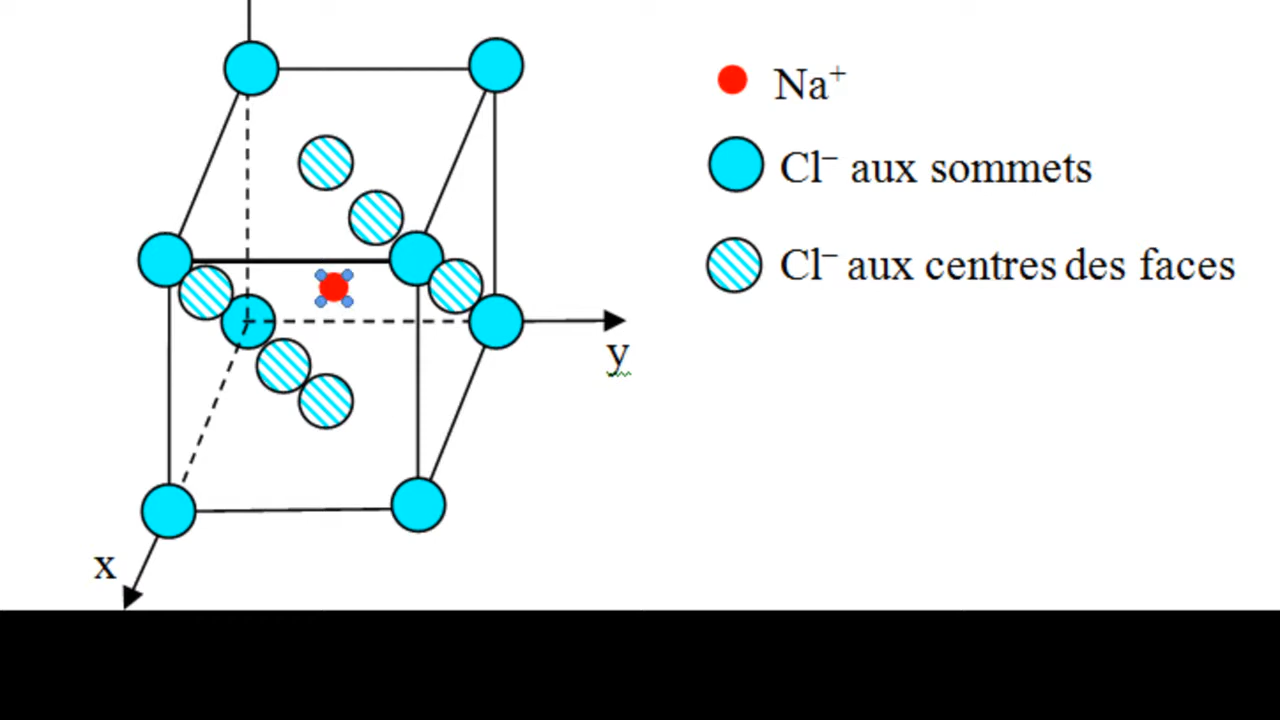 Na⁺
Cl⁻ aux sommets
Cl⁻ aux centres des faces
y
x